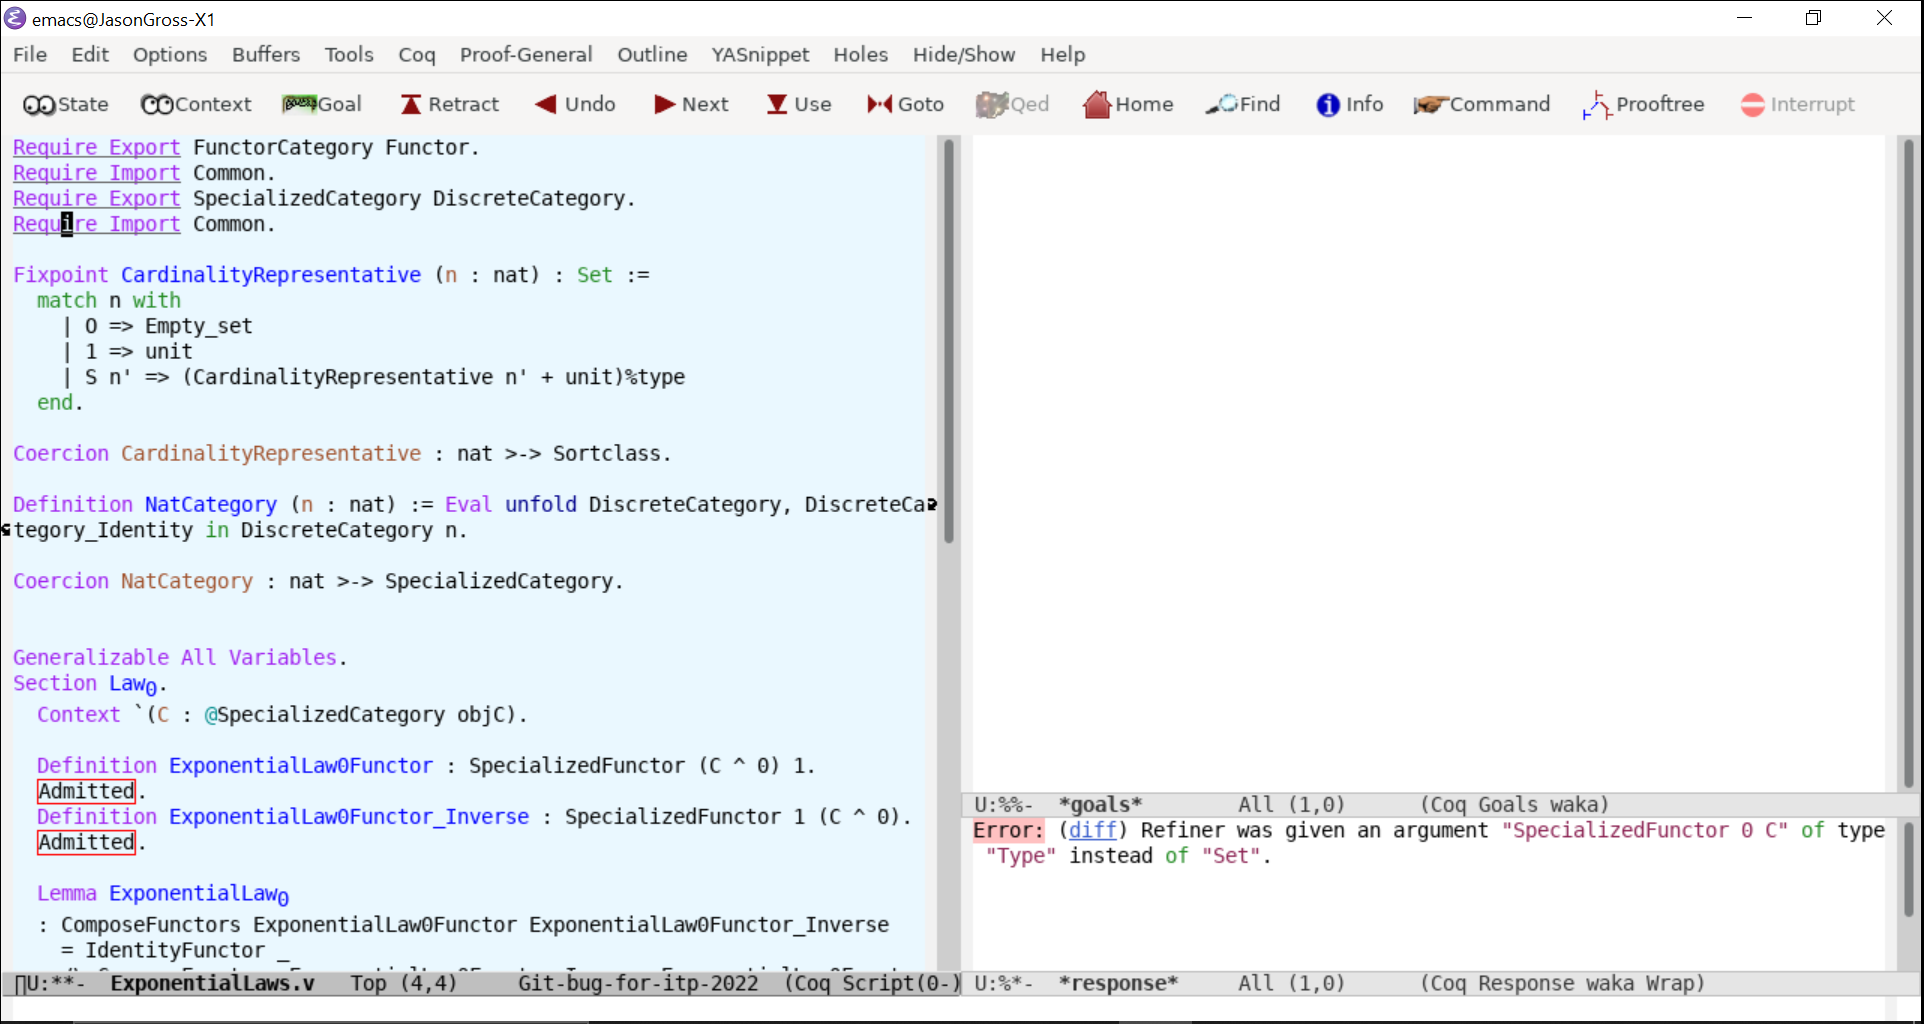 emacs@JasonGross-X1
File Edit Options Buffers Tools Coq Proof-General Outline YASnippet Holes Hide/Show Help
State Context Goal Retract Undo Next Use Goto Qed Home Find Info Command Prooftree Interrupt
Require Export FunctorCategory Functor.
Require Import Common.
Require Export SpecializedCategory DiscreteCategory.
Require Import Common.
Fixpoint CardinalityRepresentative (n : nat) : Set :=
match n with
| O => Empty_set
| 1 => unit
| S n' => (CardinalityRepresentative n' + unit)%type
end.
Coercion CardinalityRepresentative : nat >-> Sortclass.
Definition NatCategory (n : nat) := Eval unfold DiscreteCategory, DiscreteCa
tegory_Identity in DiscreteCategory n.
Coercion NatCategory : nat >-> SpecializedCategory.
Generalizable All Variables.
Section Law0.
Context `(C : @SpecializedCategory objC).
Definition ExponentialLaw0Functor : SpecializedFunctor (C ^ 0) 1.
Admitted.
Definition ExponentialLaw0Functor_Inverse : SpecializedFunctor 1 (C ^ 0).
Admitted.
Lemma ExponentialLaw0
: ComposeFunctors ExponentialLaw0Functor ExponentialLaw0Functor_Inverse
= IdentityFunctor _
U:**- ExponentialLaws.v Top (4,4) Git-bug-for-itp-2022 (Coq Script(0-)
U:%%- *goals* All (1,0) (Coq Goals waka)
Error: (diff) Refiner was given an argument "SpecializedFunctor 0 C" of type
"Type" instead of "Set".
U:%*- *response* All (1,0) (Coq Response waka Wrap)